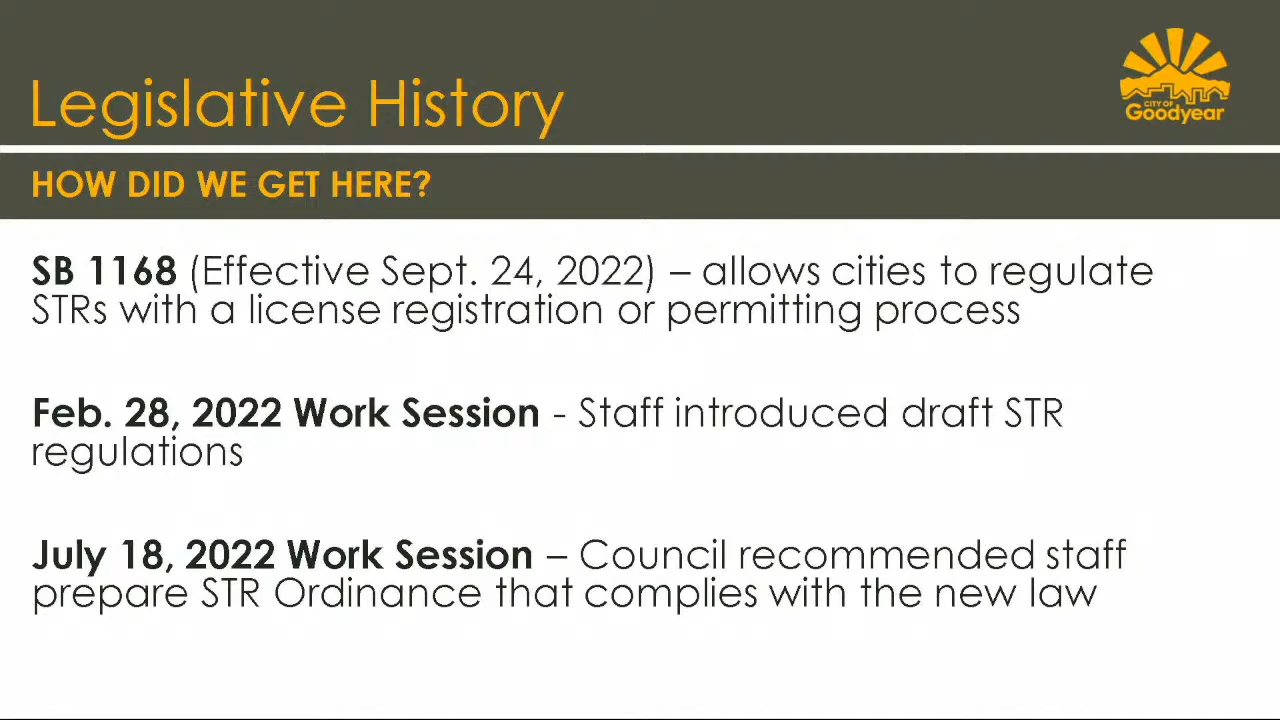 Legislative History
CITY OF
Goodyear
HOW DID WE GET HERE?
SB 1168 (Effective Sept. 24, 2022) – allows cities to regulate
STRs with a license registration or permitting process
Feb. 28, 2022 Work Session - Staff introduced draft STR
regulations
July 18, 2022 Work Session – Council recommended staff
prepare STR Ordinance that complies with the new law